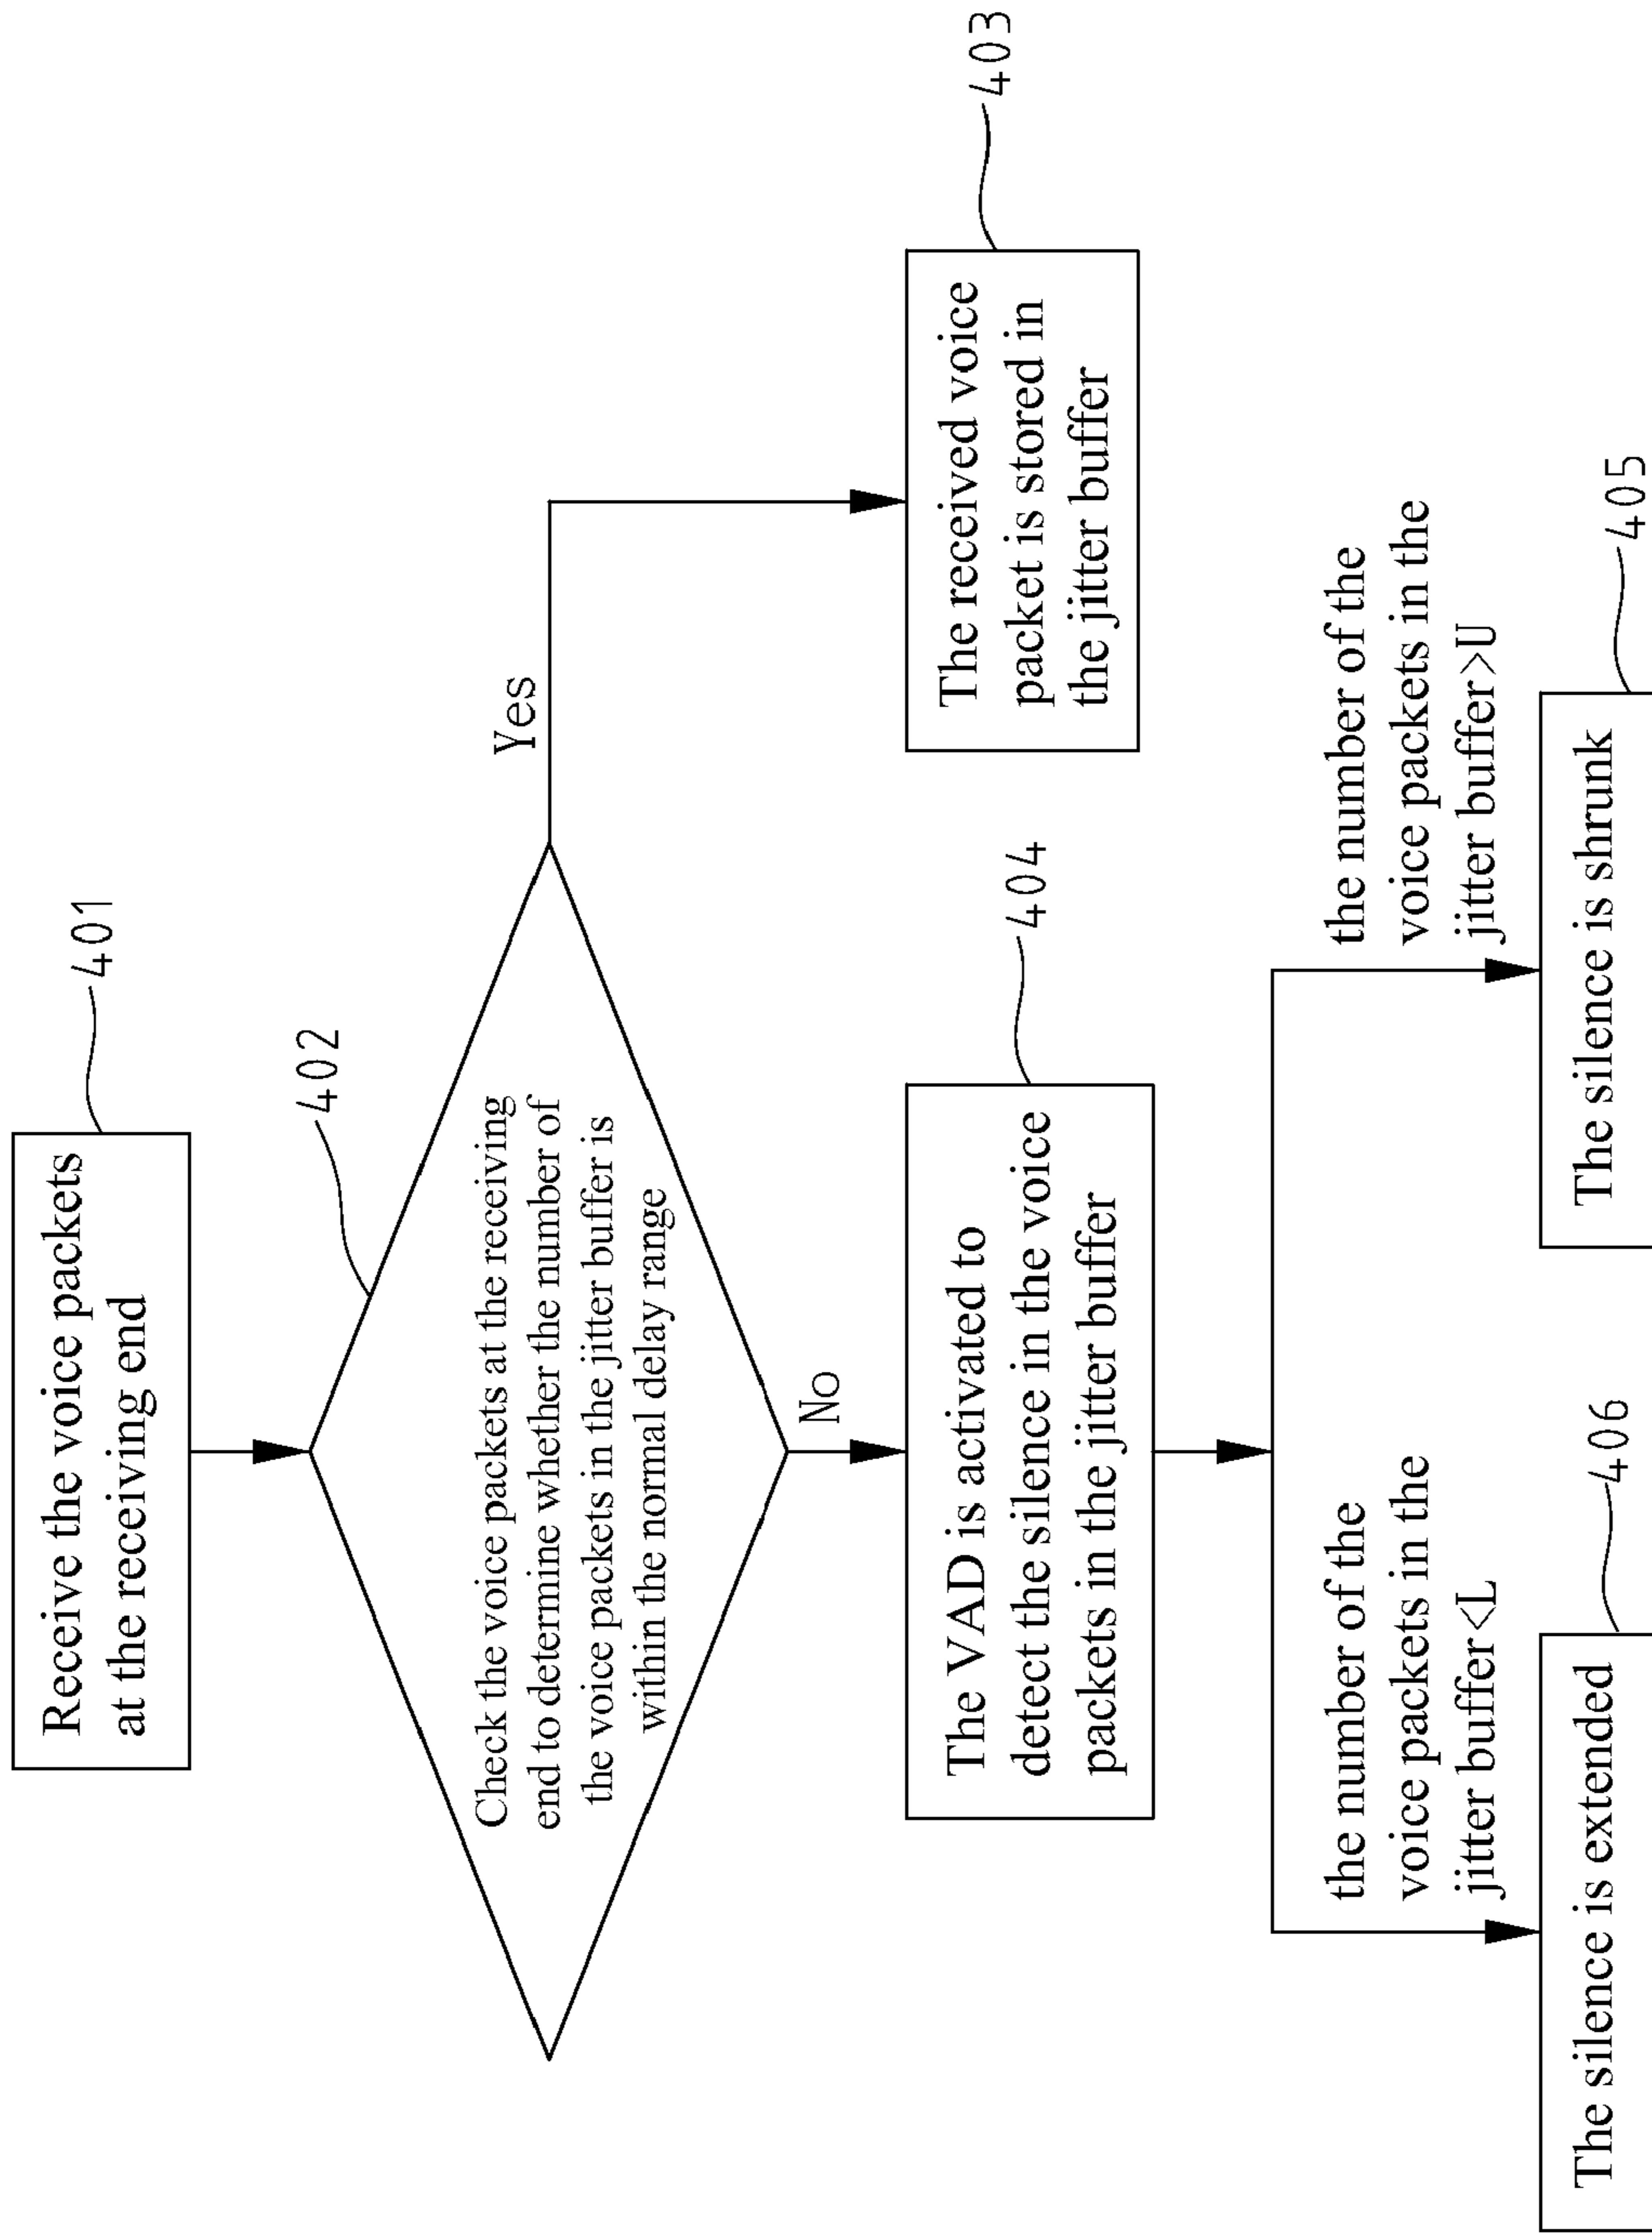 Receive the voice packets
at the receiving end
401
402
Check the voice packets at the receiving
end to determine whether the number of
the voice packets in the jitter buffer is
within the normal delay range
Yes
No
The received voice
packet is stored in
the jitter buffer
403
The VAD is activated to
detect the silence in the voice
packets in the jitter buffer
404
the number of the
voice packets in the
jitter buffer<L
the number of the
voice packets in the
jitter buffer>U
The silence is extended
406
The silence is shrunk
405